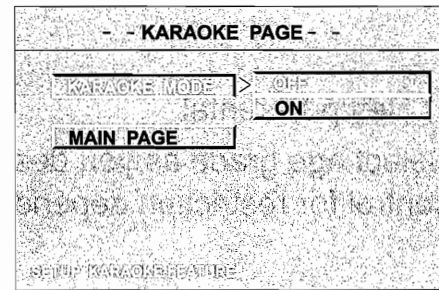 - - KARAOKE PAGE - -
KARAOKE MODE > OFF
ON
MAIN PAGE
SETUP KARAOKE FEATURE